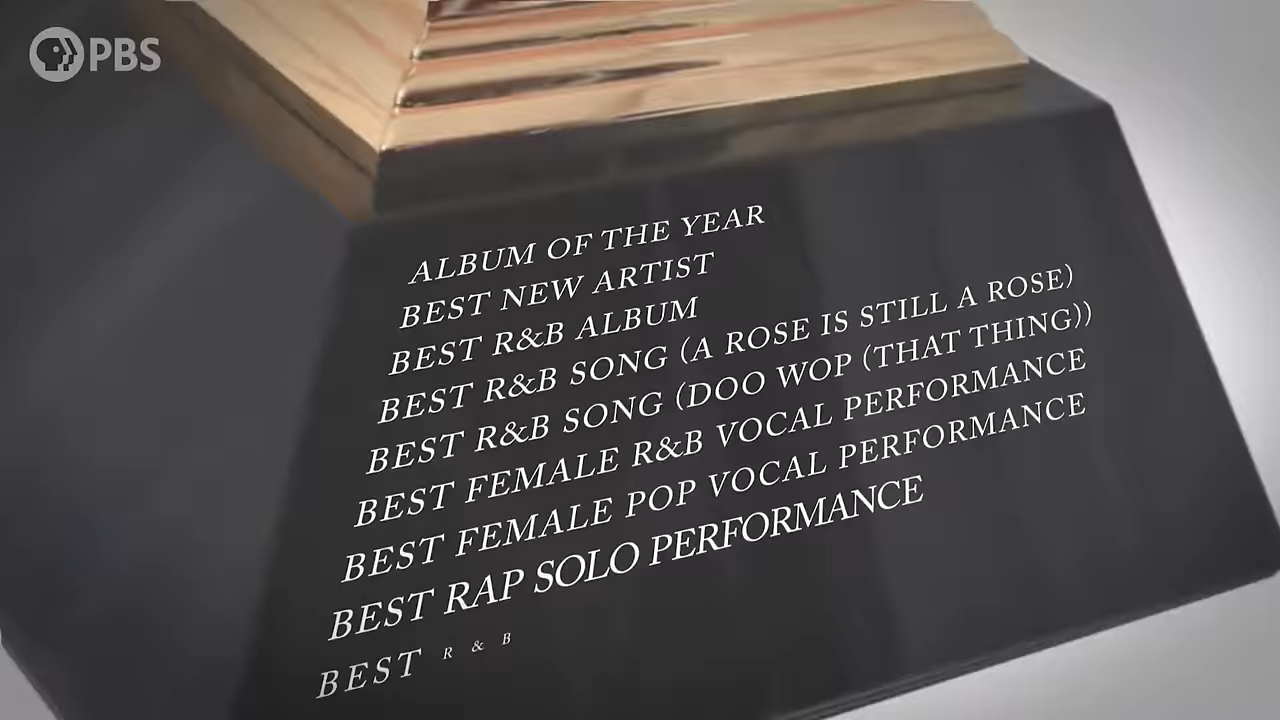 PBS
ALBUM OF THE YEAR
BEST NEW ARTIST
BEST R&B ALBUM
BEST R&B SONG (A ROSE IS STILL A ROSE)
BEST R&B SONG (DOO WOP (THAT THING))
BEST FEMALE R&B VOCAL PERFORMANCE
BEST FEMALE POP VOCAL PERFORMANCE
BEST RAP SOLO PERFORMANCE
BEST R & B